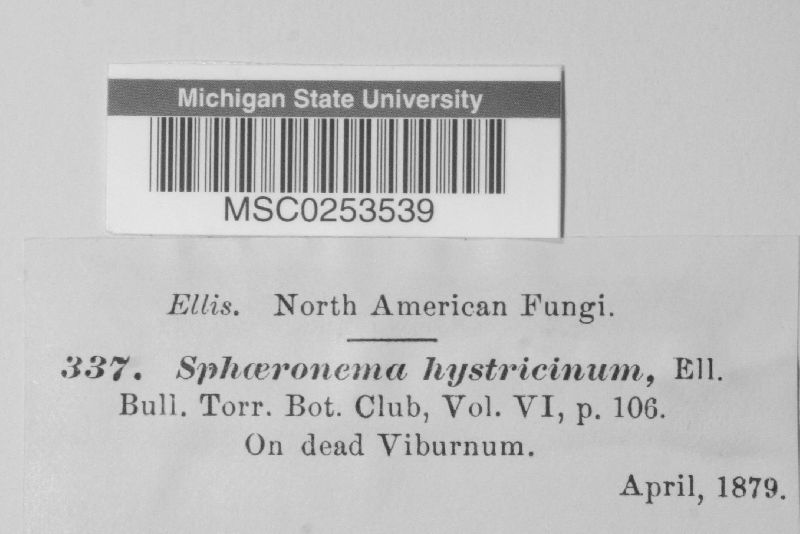 Michigan State University
MSC0253539
Ellis. North American Fungi.
337. Sphæronema hystricinum, Ell.
Bull. Torr. Bot. Club, Vol. VI, p. 106.
On dead Viburnum.
April, 1879.